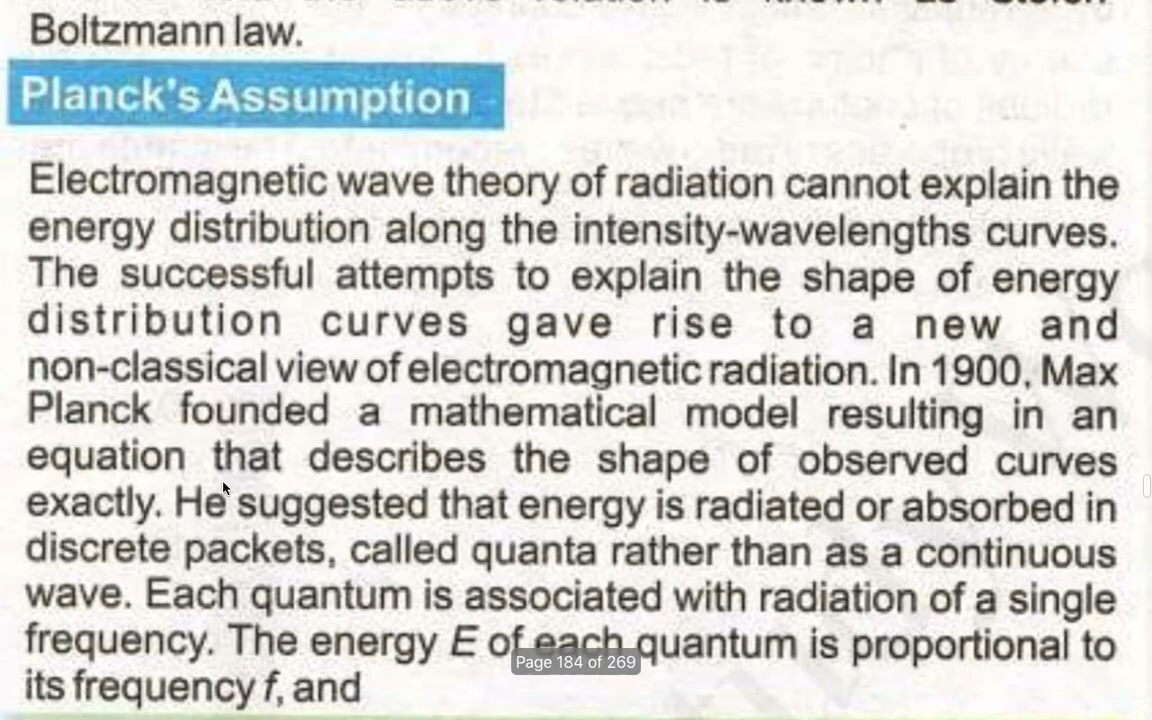 Boltzmann law.
Planck's Assumption
Electromagnetic wave theory of radiation cannot explain the
energy distribution along the intensity-wavelengths curves.
The successful attempts to explain the shape of energy
distribution curves gave rise to a new and
non-classical view of electromagnetic radiation. In 1900, Max
Planck founded a mathematical model resulting in an
equation that describes the shape of observed curves
exactly. He suggested that energy is radiated or absorbed in
discrete packets, called quanta rather than as a continuous
wave. Each quantum is associated with radiation of a single
frequency. The energy E of each quantum is proportional to
Page 184 of 269
its frequency f, and